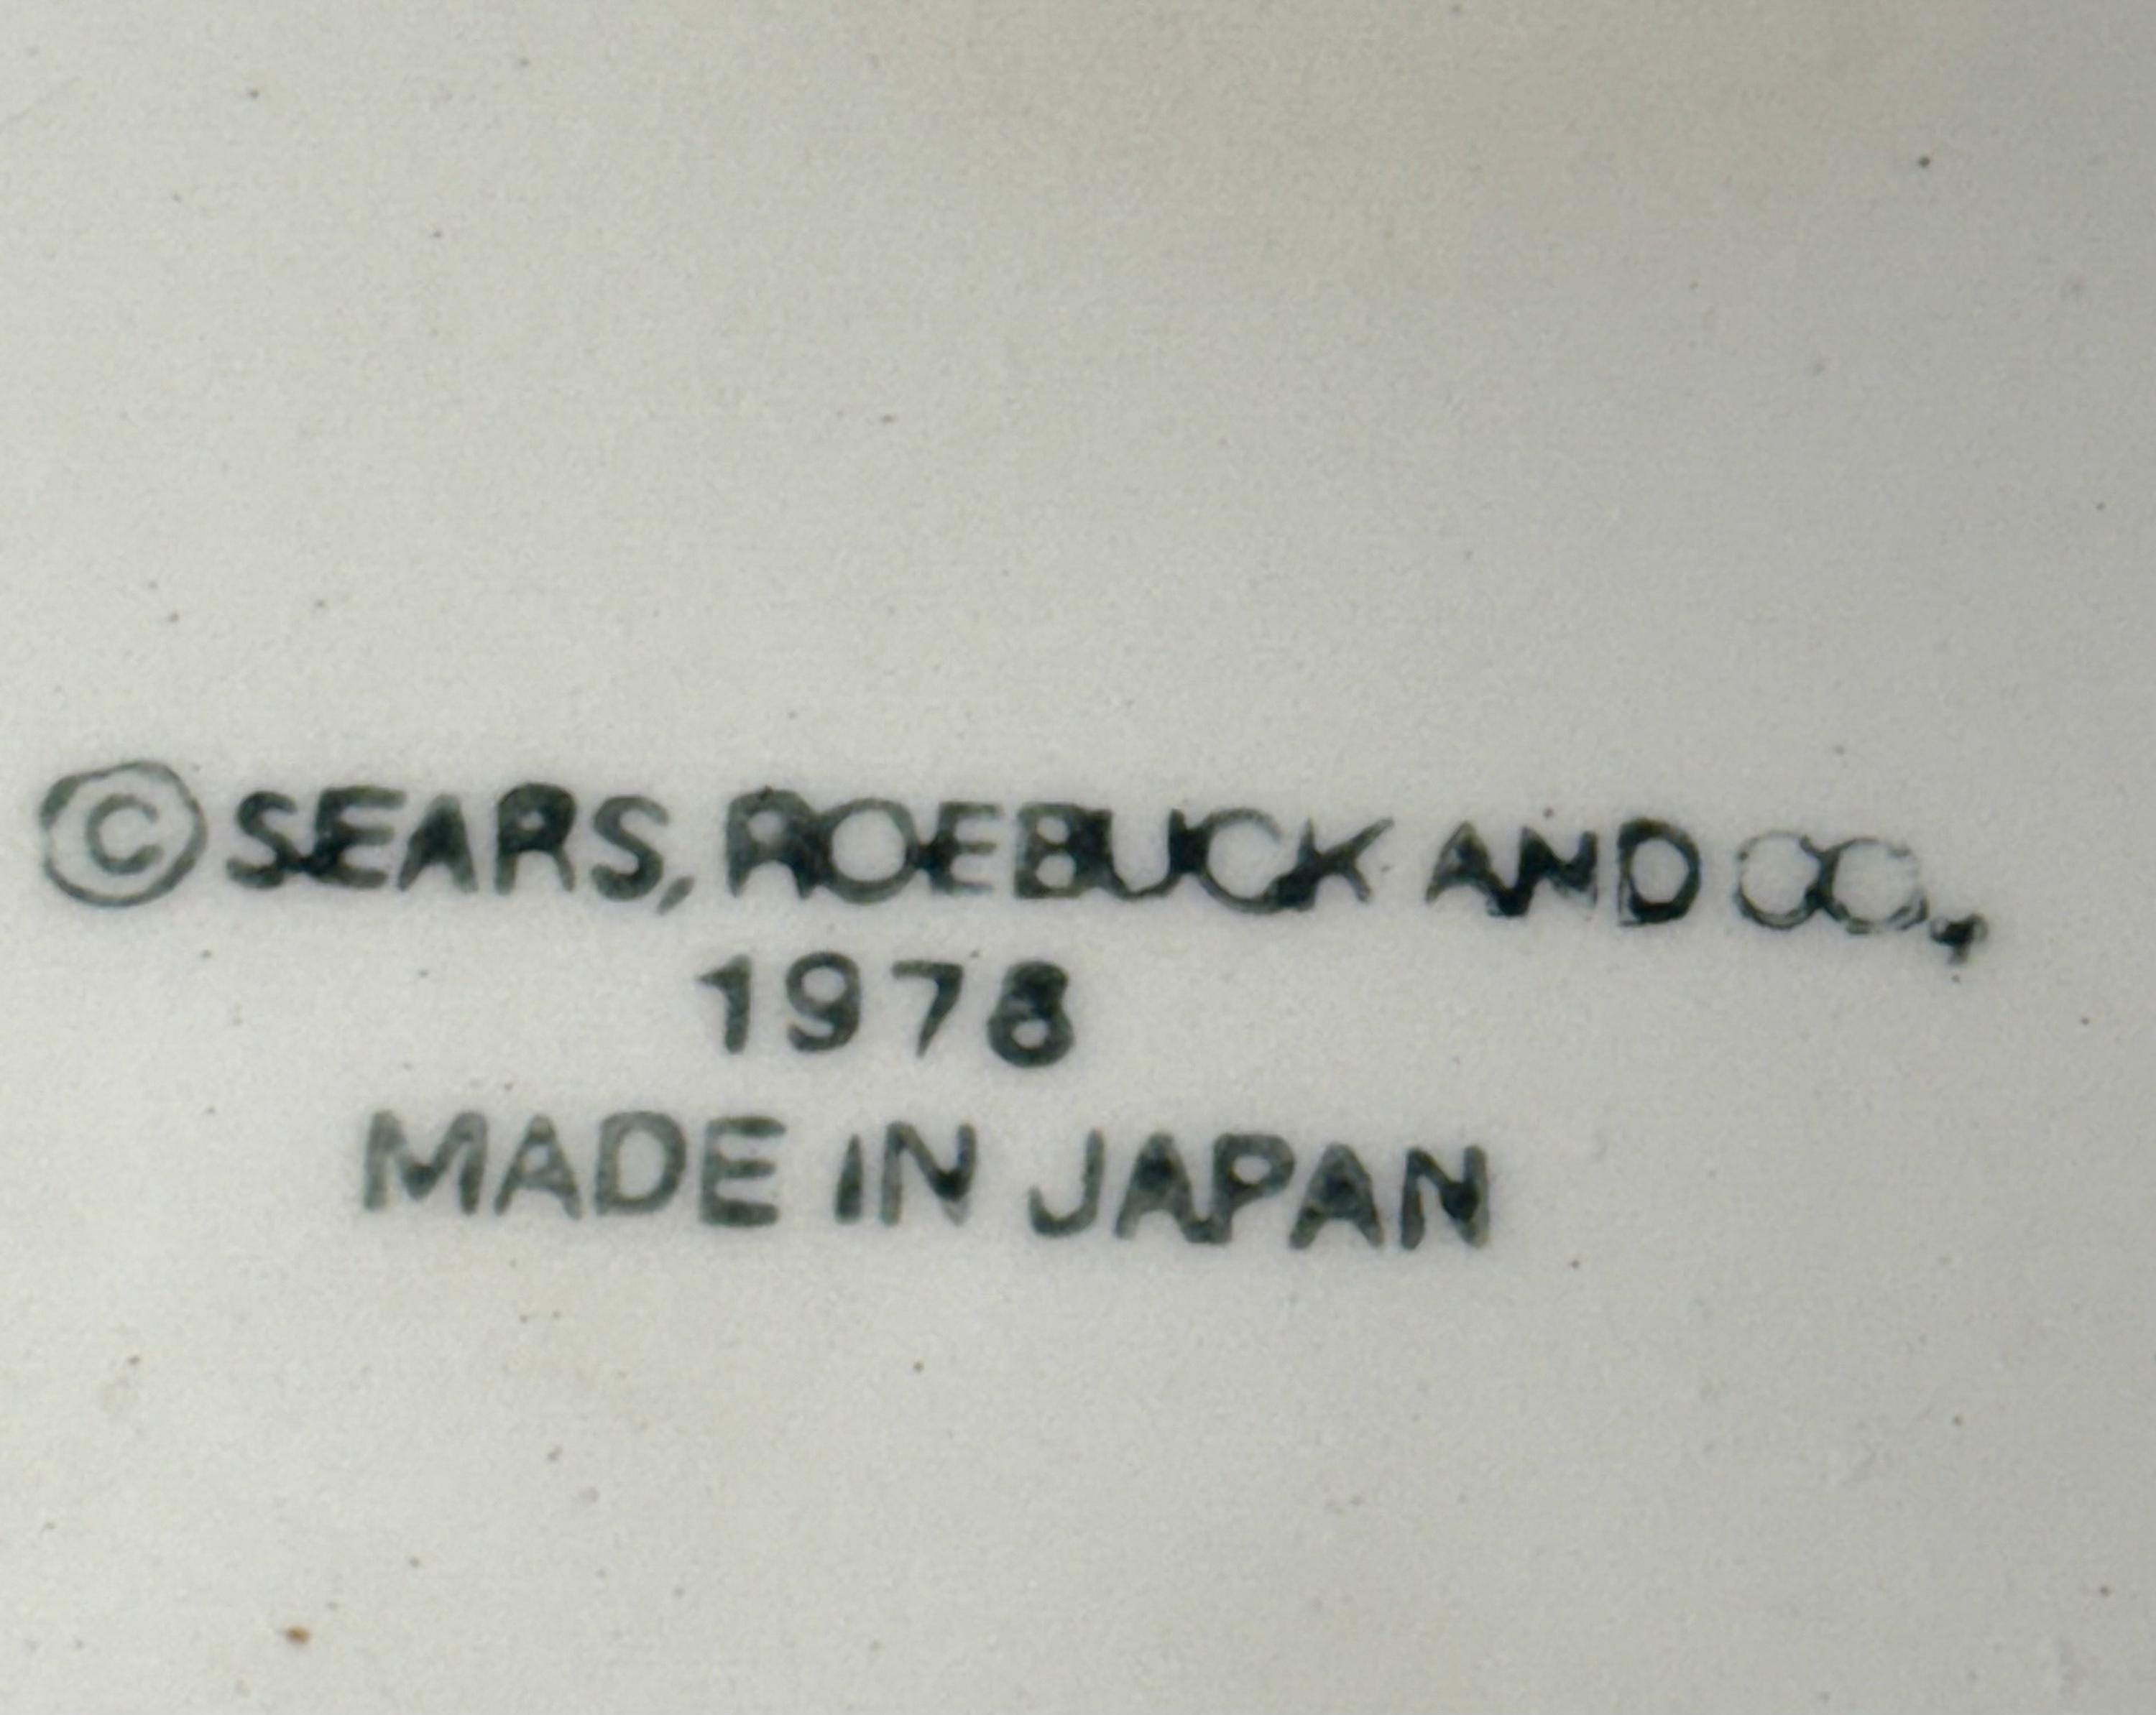 ©SEARS, ROEBUCK AND CO.,
1978
MADE IN JAPAN